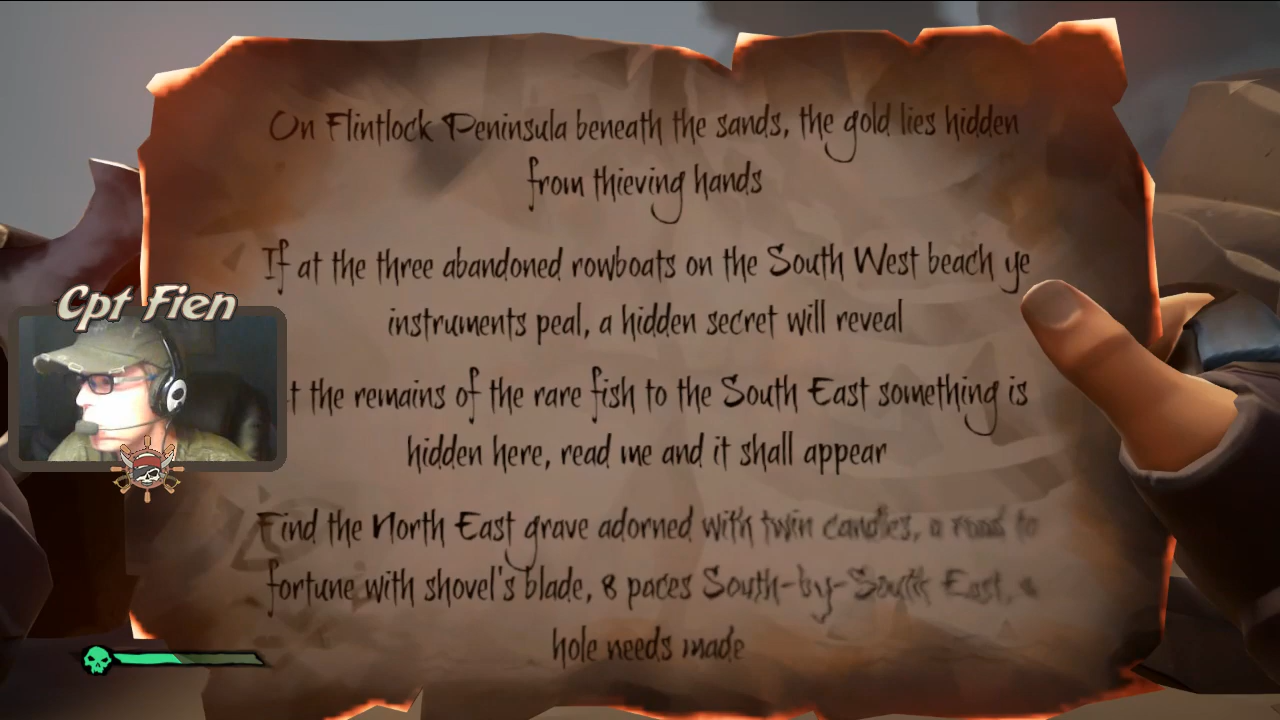 On Flintlock Peninsula beneath the sands, the gold lies hidden
from thieving hands
If at the three abandoned rowboats on the South West beach ye
instruments peal, a hidden secret will reveal
Cpt Fien
the remains of the rare fish to the South East something is
hidden here, read me and it shall appear
Find the North East grave adorned with twin candles, a road to
fortune with shovel's blade, 8 paces South-by-South East, a
hole needs made